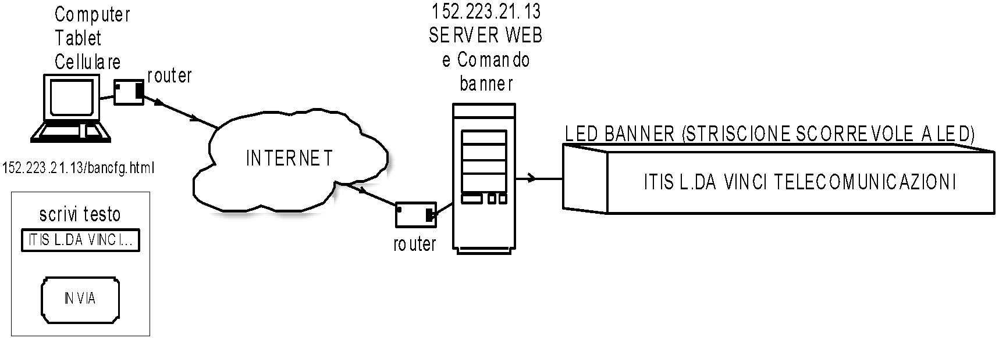 Computer
Tablet
Cellulare
router
152.223.21.13/bancfg.html
scrivi testo
ITIS L.DA VINCI...
INVIA
INTERNET
router
152.223.21.13
SERVER WEB
e Comando
banner
LED BANNER (STRISCIONE SCORREVOLE A LED)
ITIS L.DA VINCI TELECOMUNICAZIONI